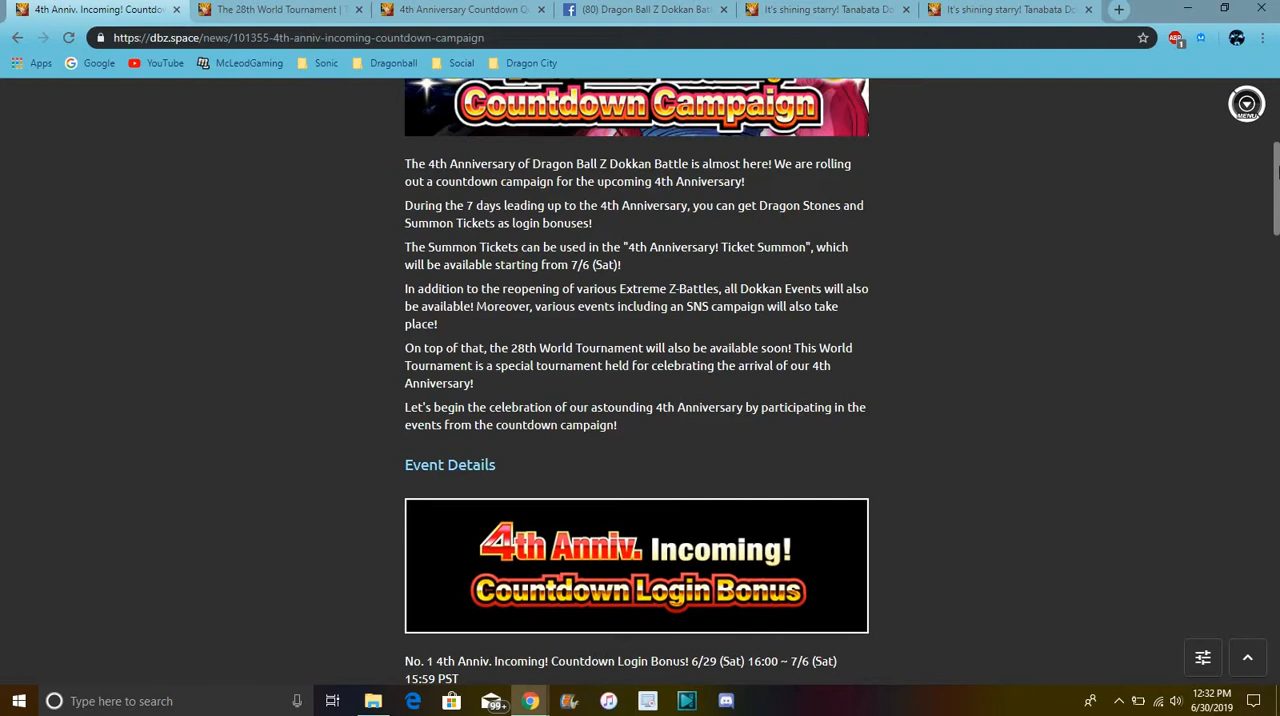 4th Anniv. Incoming! Countdo
The 28th World Tournament | T
4th Anniversary Countdown Q
(80) Dragon Ball Z Dokkan Bat
It's shining starry! Tanabata Do
It's shining starry! Tanabata Do
https://dbz.space/news/101355-4th-anniv-incoming-countdown-campaign
ABP
1
Apps
Google
YouTube
McLeodGaming
Sonic
Dragonball
Social
Dragon City
Countdown Campaign
MENU
The 4th Anniversary of Dragon Ball Z Dokkan Battle is almost here! We are rolling
out a countdown campaign for the upcoming 4th Anniversary!
During the 7 days leading up to the 4th Anniversary, you can get Dragon Stones and
Summon Tickets as login bonuses!
The Summon Tickets can be used in the "4th Anniversary! Ticket Summon", which
will be available starting from 7/6 (Sat)!
In addition to the reopening of various Extreme Z-Battles, all Dokkan Events will also
be available! Moreover, various events including an SNS campaign will also take
place!
On top of that, the 28th World Tournament will also be available soon! This World
Tournament is a special tournament held for celebrating the arrival of our 4th
Anniversary!
Let's begin the celebration of our astounding 4th Anniversary by participating in the
events from the countdown campaign!
Event Details
4th Anniv. Incoming!
Countdown Login Bonus
No. 1 4th Anniv. Incoming! Countdown Login Bonus! 6/29 (Sat) 16:00 ~ 7/6 (Sat)
15:59 PST
Type here to search
99+
12:32 PM
6/30/2019